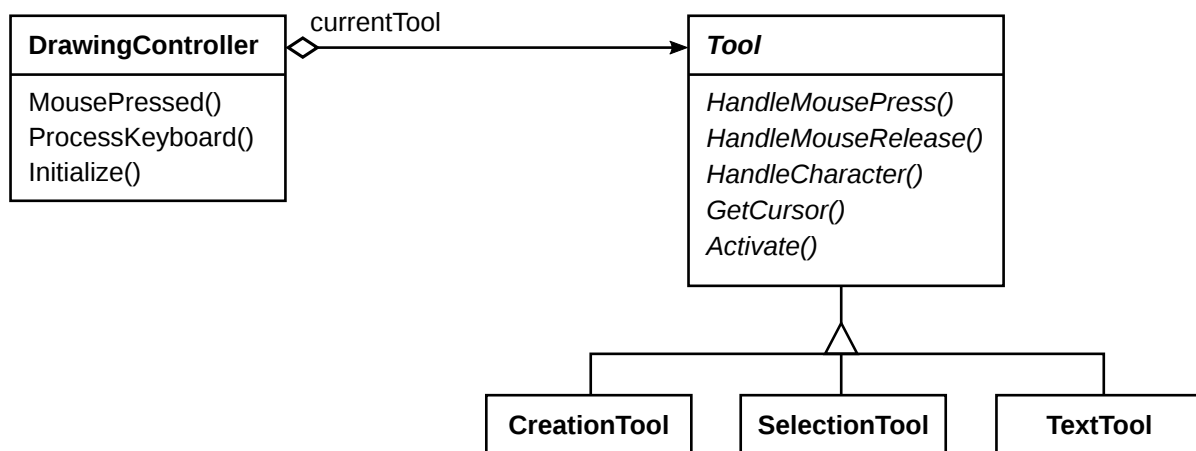 DrawingController
MousePressed()
ProcessKeyboard()
Initialize()
currentTool
Tool
HandleMousePress()
HandleMouseRelease()
HandleCharacter()
GetCursor()
Activate()
CreationTool
SelectionTool
TextTool